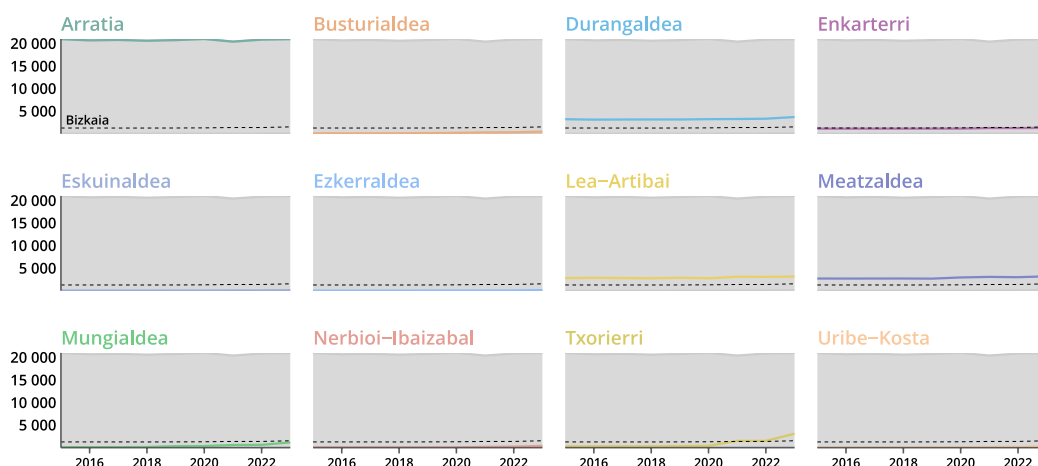 Arratia Busturialdea Durangaldea Enkarterri
20 000
15 000
10 000
5 000
Bizkaia
Eskuinaldea Ezkerraldea Lea−Artibai Meatzaldea
20 000
15 000
10 000
5 000
Mungialdea Nerbioi−Ibaizabal Txorierri Uribe−Kosta
20 000
15 000
10 000
5 000
2016 2018 2020 2022 2016 2018 2020 2022 2016 2018 2020 2022 2016 2018 2020 2022